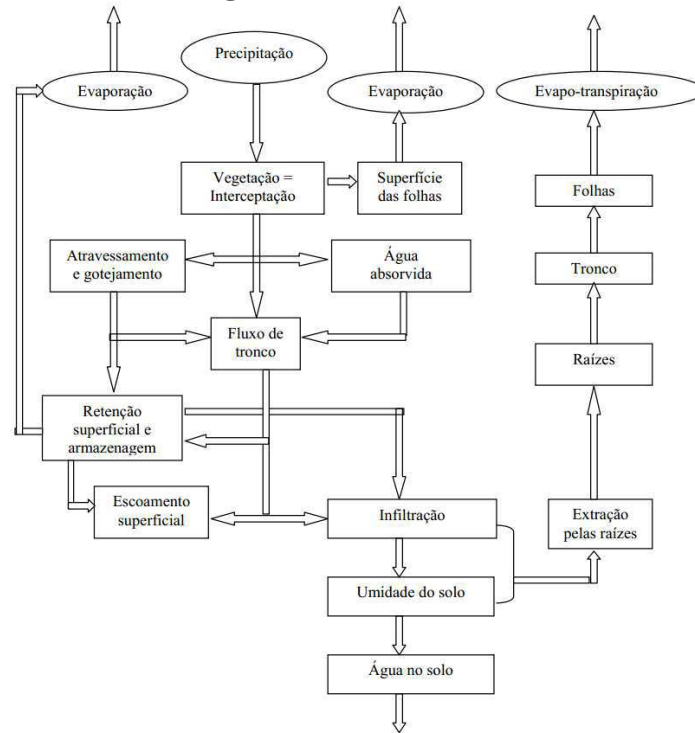 Precipitação
Evaporação
Evaporação
Evapo-transpiração
Vegetação =
Interceptação
Superfície
das folhas
Folhas
Atravessamento
e gotejamento
Água
absorvida
Tronco
Fluxo de
tronco
Raízes
Retenção
superficial e
armazenagem
Escoamento
superficial
Infiltração
Extração
pelas raízes
Umidade do solo
Água no solo